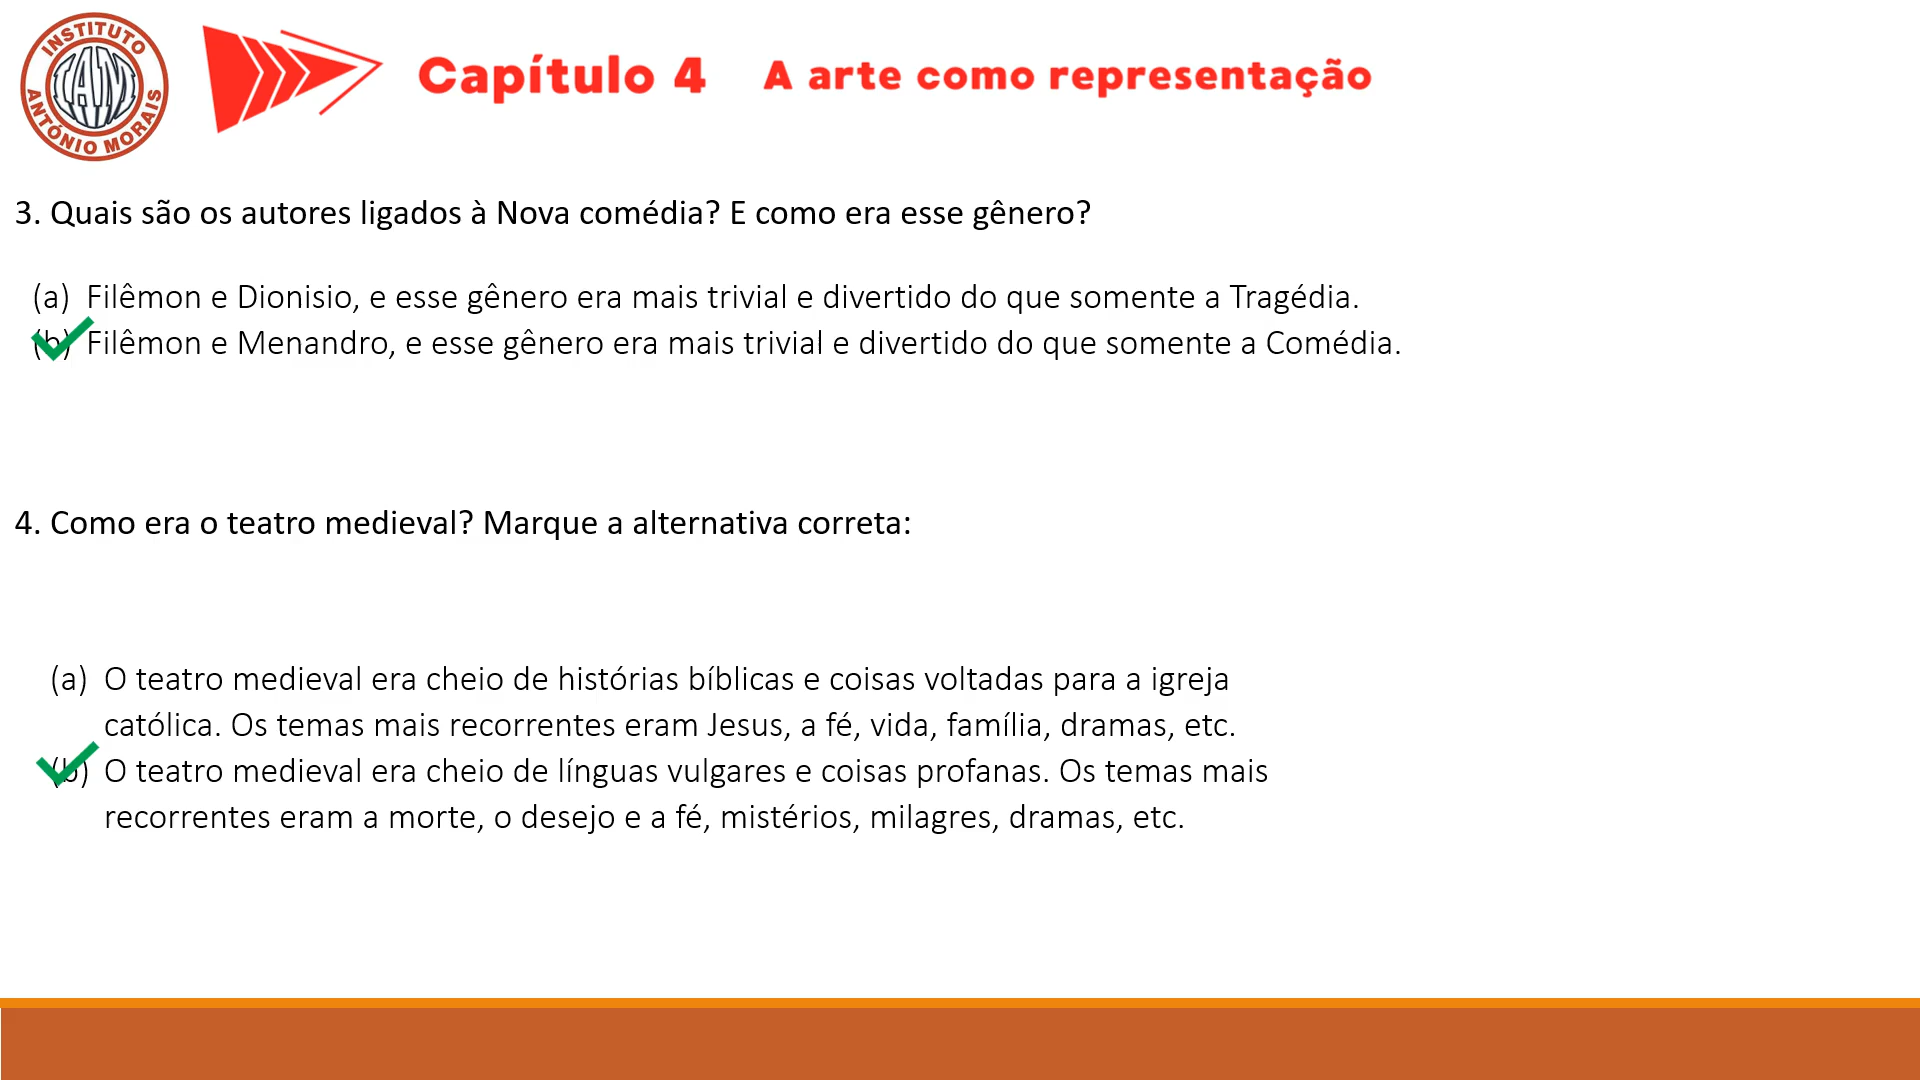 INSTITUTO
IAM
ANTÓNIO MORAIS
Capítulo 4 A arte como representação
3. Quais são os autores ligados à Nova comédia? E como era esse gênero?
(a) Filêmon e Dionisio, e esse gênero era mais trivial e divertido do que somente a Tragédia.
(b) Filêmon e Menandro, e esse gênero era mais trivial e divertido do que somente a Comédia.
4. Como era o teatro medieval? Marque a alternativa correta:
(a) O teatro medieval era cheio de histórias bíblicas e coisas voltadas para a igreja
católica. Os temas mais recorrentes eram Jesus, a fé, vida, família, dramas, etc.
(b) O teatro medieval era cheio de línguas vulgares e coisas profanas. Os temas mais
recorrentes eram a morte, o desejo e a fé, mistérios, milagres, dramas, etc.